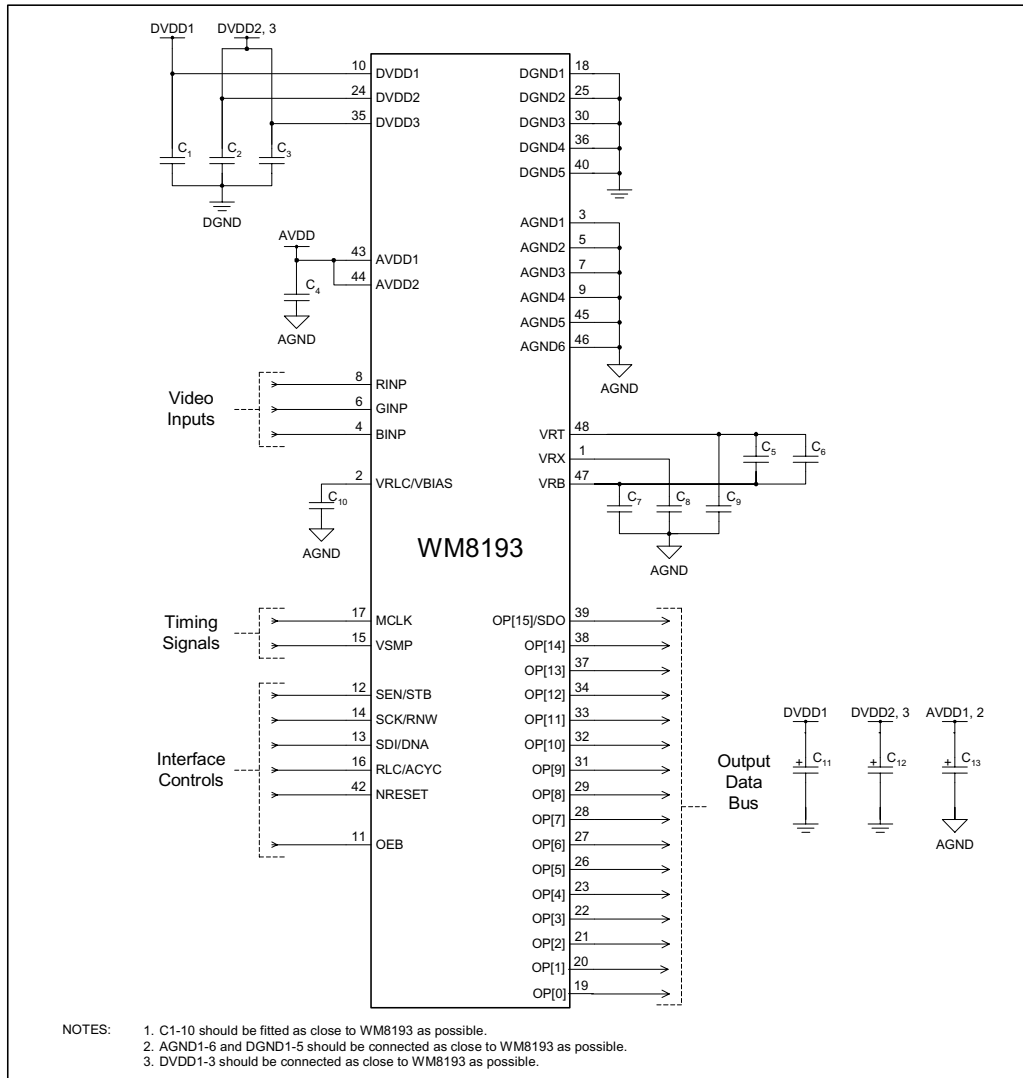 DVDD1 DVDD2, 3
10 DVDD1
24 DVDD2
35 DVDD3
C1 C2 C3
DGND
AVDD
43 AVDD1
44 AVDD2
C4
AGND
Video
Inputs
8 RINP
6 GINP
4 BINP
2 VRLC/VBIAS
C10
AGND
WM8193
Timing
Signals
17 MCLK
15 VSMP
Interface
Controls
12 SEN/STB
14 SCK/RNW
13 SDI/DNA
16 RLC/ACYC
42 NRESET
11 OEB
DGND1 18
DGND2 25
DGND3 30
DGND4 36
DGND5 40
AGND1 3
AGND2 5
AGND3 7
AGND4 9
AGND5 45
AGND6 46
AGND
VRT 48
VRX 1
VRB 47
C5 C6
C7 C8 C9
AGND
OP[15]/SDO 39
OP[14] 38
OP[13] 37
OP[12] 34
OP[11] 33
OP[10] 32
OP[9] 31
OP[8] 29
OP[7] 28
OP[6] 27
OP[5] 26
OP[4] 23
OP[3] 22
OP[2] 21
OP[1] 20
OP[0] 19
Output
Data
Bus
DVDD1 DVDD2, 3 AVDD1, 2
+ C11 + C12 + C13
AGND
NOTES: 1. C1-10 should be fitted as close to WM8193 as possible.
2. AGND1-6 and DGND1-5 should be connected as close to WM8193 as possible.
3. DVDD1-3 should be connected as close to WM8193 as possible.